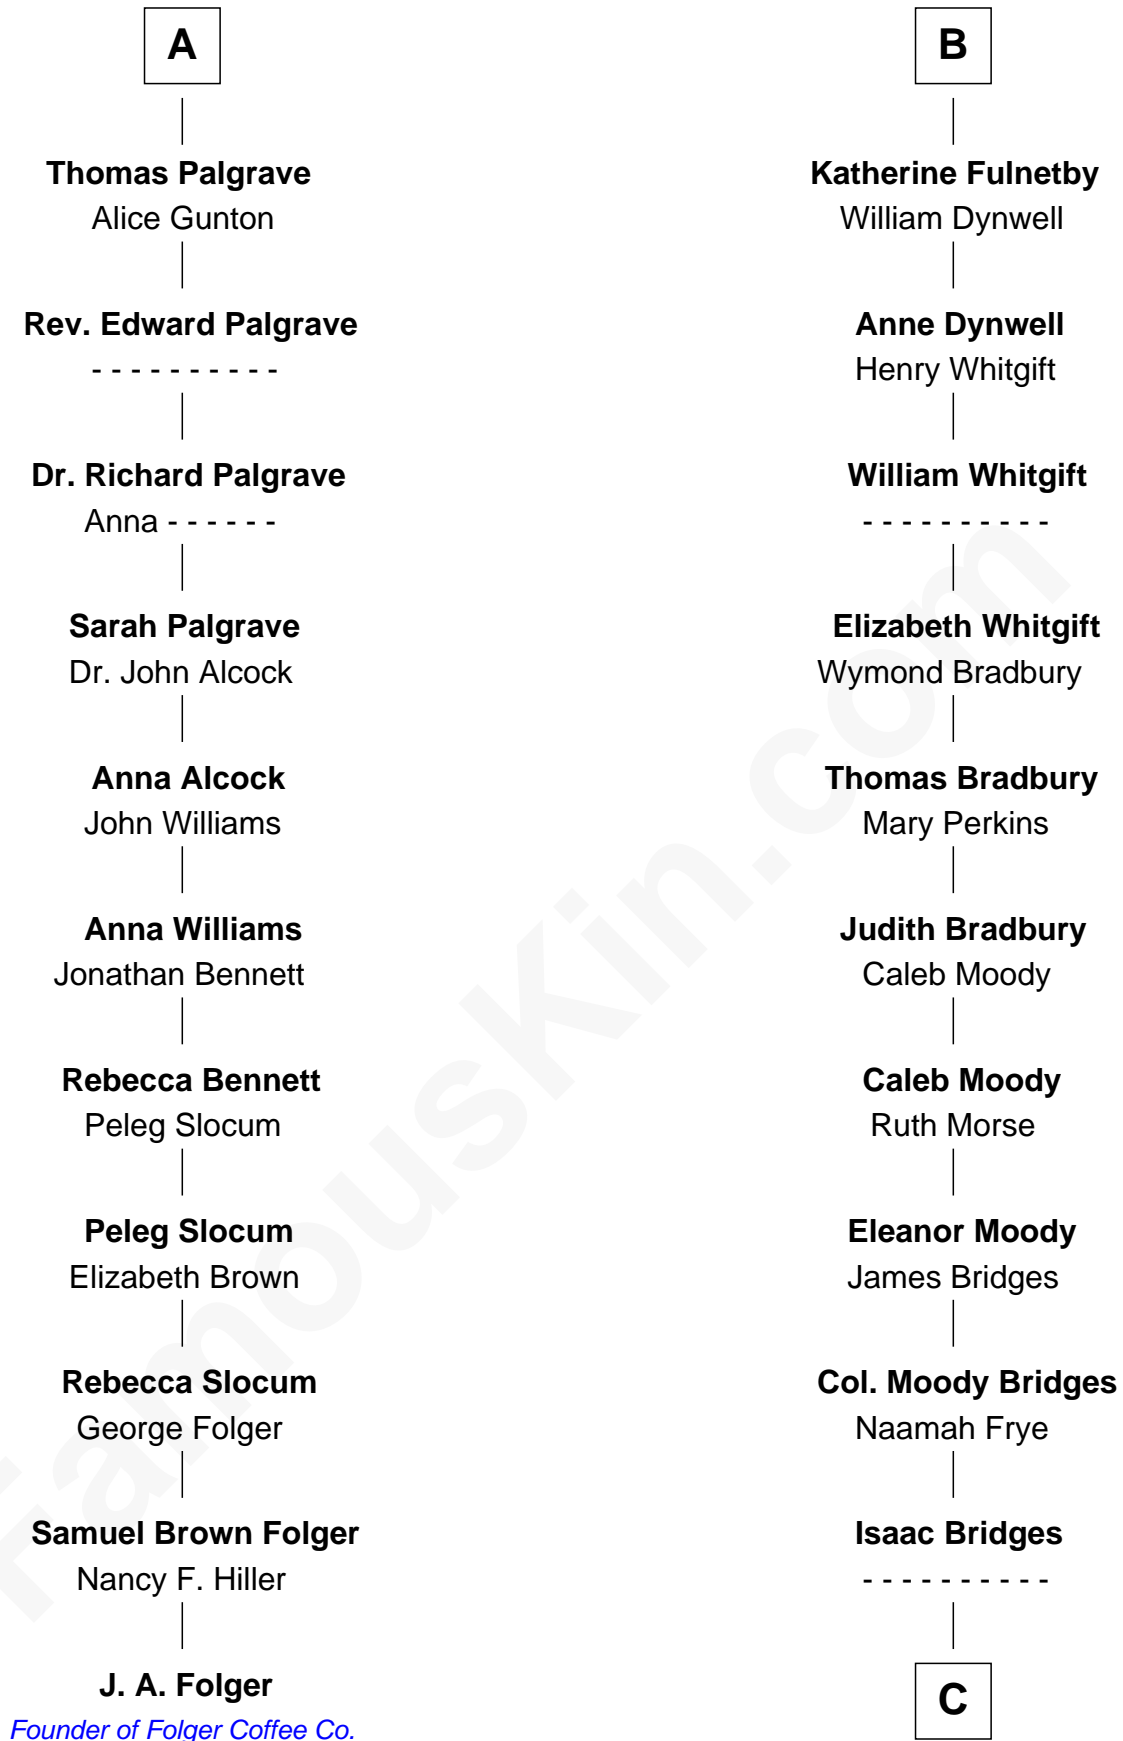 A
Thomas Palgrave
Alice Gunton
Rev. Edward Palgrave
- - - - - - - - - -
Dr. Richard Palgrave
Anna - - - - - -
Sarah Palgrave
Dr. John Alcock
Anna Alcock
John Williams
Anna Williams
Jonathan Bennett
Rebecca Bennett
Peleg Slocum
Peleg Slocum
Elizabeth Brown
Rebecca Slocum
George Folger
Samuel Brown Folger
Nancy F. Hiller
J. A. Folger
Founder of Folger Coffee Co.
B
Katherine Fulnetby
William Dynwell
Anne Dynwell
Henry Whitgift
William Whitgift
- - - - - - - - - -
Elizabeth Whitgift
Wymond Bradbury
Thomas Bradbury
Mary Perkins
Judith Bradbury
Caleb Moody
Caleb Moody
Ruth Morse
Eleanor Moody
James Bridges
Col. Moody Bridges
Naamah Frye
Isaac Bridges
- - - - - - - - - -
C
FamousKin.com